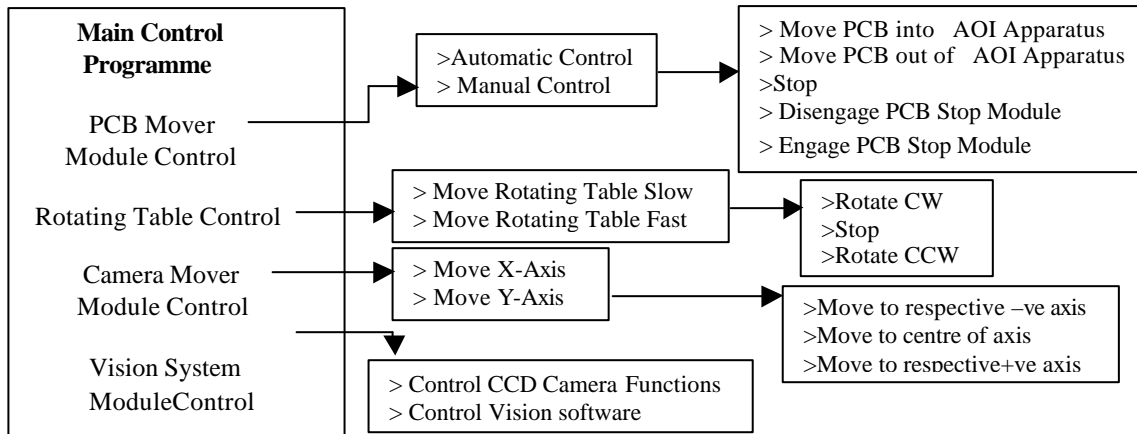 Main Control
Programme
PCB Mover
Module Control
Rotating Table Control
Camera Mover
Module Control
Vision System
ModuleControl
>Automatic Control
> Manual Control
> Move PCB into AOI Apparatus
> Move PCB out of AOI Apparatus
>Stop
> Disengage PCB Stop Module
> Engage PCB Stop Module
> Move Rotating Table Slow
> Move Rotating Table Fast
>Rotate CW
>Stop
>Rotate CCW
> Move X-Axis
> Move Y-Axis
>Move to respective –ve axis
>Move to centre of axis
>Move to respective+ve axis
> Control CCD Camera Functions
> Control Vision software